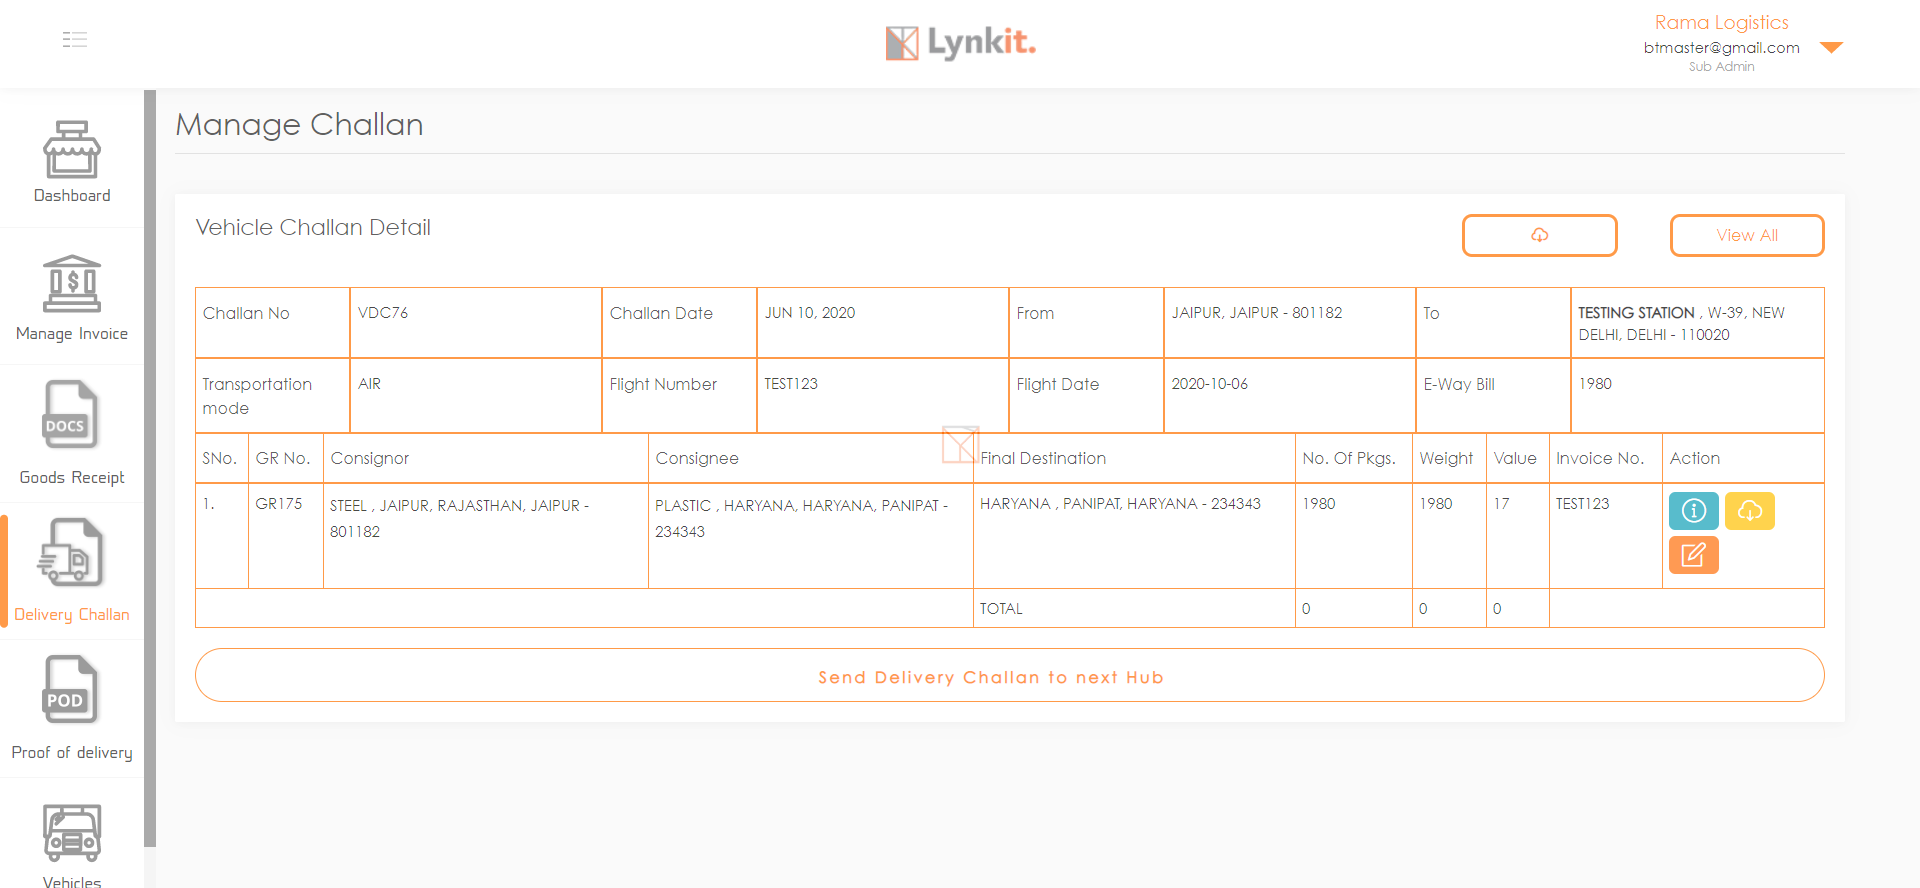 Lynkit.
Rama Logistics
btmaster@gmail.com
Sub Admin
Dashboard
Manage Invoice
DOCS
Goods Receipt
Delivery Challan
POD
Proof of delivery
Vehicles
Manage Challan
Vehicle Challan Detail
View All
Challan No VDC76 Challan Date JUN 10, 2020 From JAIPUR, JAIPUR - 801182 To TESTING STATION , W-39, NEW
DELHI, DELHI - 110020
Transportation AIR Flight Number TEST123 Flight Date 2020-10-06 E-Way Bill 1980
mode
SNo. GR No. Consignor Consignee Final Destination No. Of Pkgs. Weight Value Invoice No. Action
1. GR175 STEEL , JAIPUR, RAJASTHAN, JAIPUR - PLASTIC , HARYANA, HARYANA, PANIPAT - HARYANA , PANIPAT, HARYANA - 234343 1980 1980 17 TEST123
801182 234343
TOTAL 0 0 0
Send Delivery Challan to next Hub